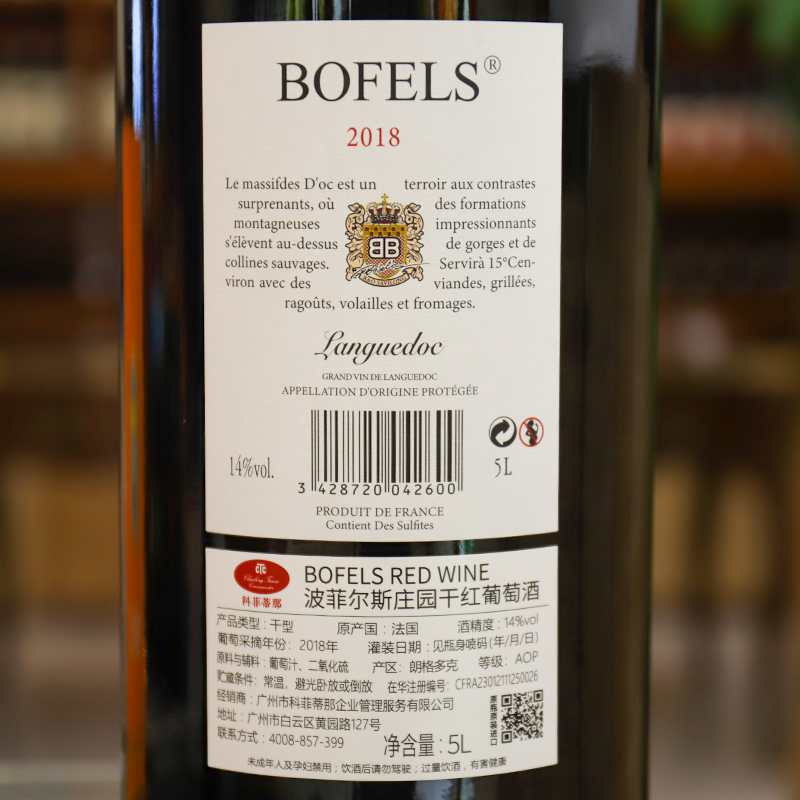 BOFELS®
2018
Le massifdes D'oc est un terroir aux contrastes
surprenants, où des formations
montagneuses impressionnants
s'élèvent au-dessus de gorges et de
collines sauvages. Servirà 15°Cen-
viron avec des viandes, grillées,
ragoûts, volailles et fromages.
BB
Languedoc
GRAND VIN DE LANGUEDOC
APPELLATION D'ORIGINE PROTÉGÉE
14%vol.
5L
3 428720 042600
PRODUIT DE FRANCE
Contient Des Sulfites
CTC
科菲蒂那
BOFELS RED WINE
波菲尔斯庄园干红葡萄酒
产品类型:干型 原产国:法国 酒精度:14%vol
葡萄采摘年份:2018年 灌装日期:见瓶身喷码(年/月/日)
原料与辅料:葡萄汁、二氧化硫 产区:朗格多克 等级:AOP
贮藏条件:常温,避光卧放或倒放 在华注册编号:CFRA23012111250026
经销商:广州市科菲蒂那企业管理服务有限公司
地址:广州市白云区黄园路127号
联系方式:4008-857-399
净含量:5L
原瓶原装进口
未成年人及孕妇禁用;饮酒后请勿驾驶;过量饮酒,有害健康